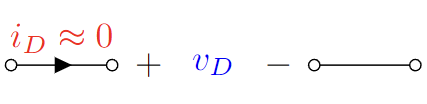 i_D ≈ 0
+ v_D −